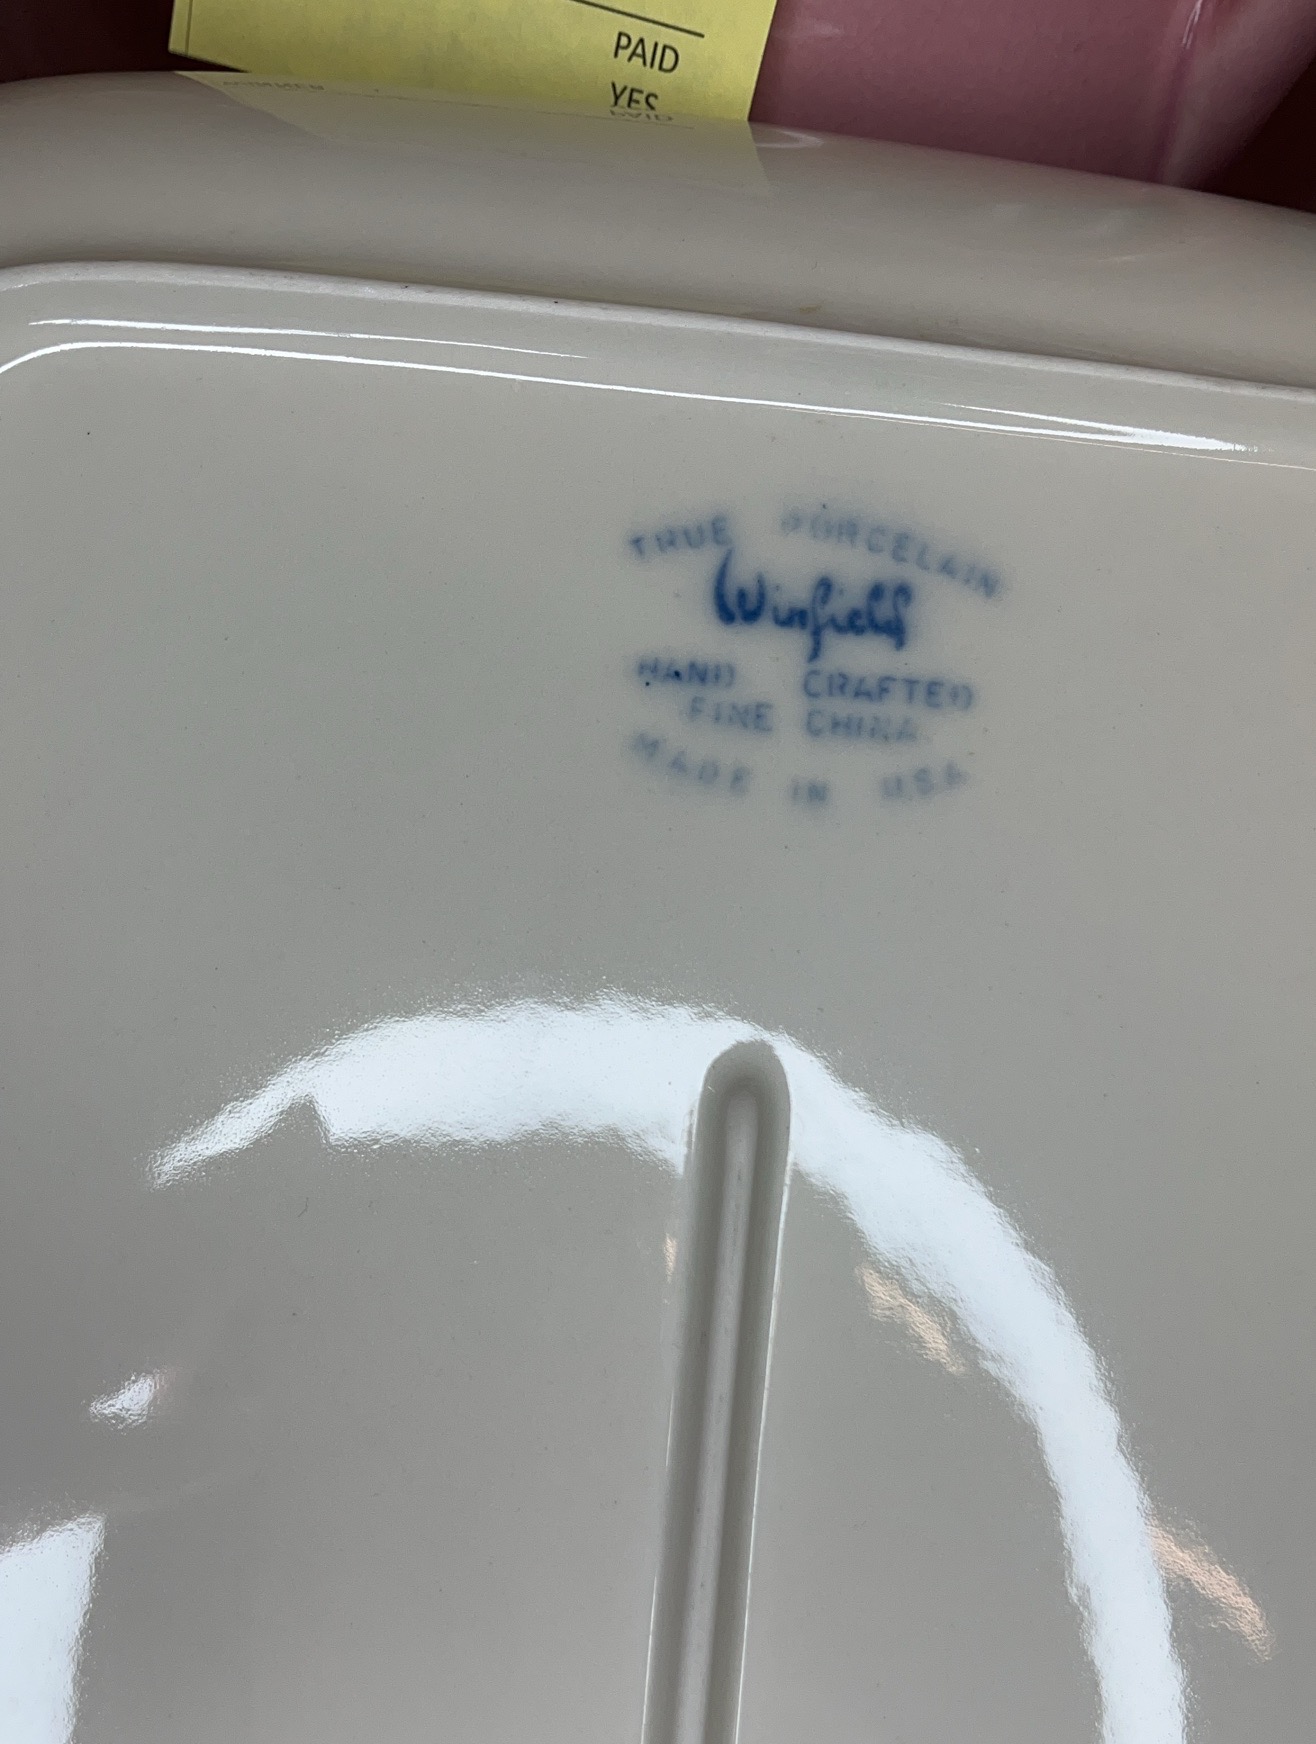 PAID
YES
TRUE PORCELAIN
Winfield
HAND CRAFTED
FINE CHINA
MADE IN U.S.A.